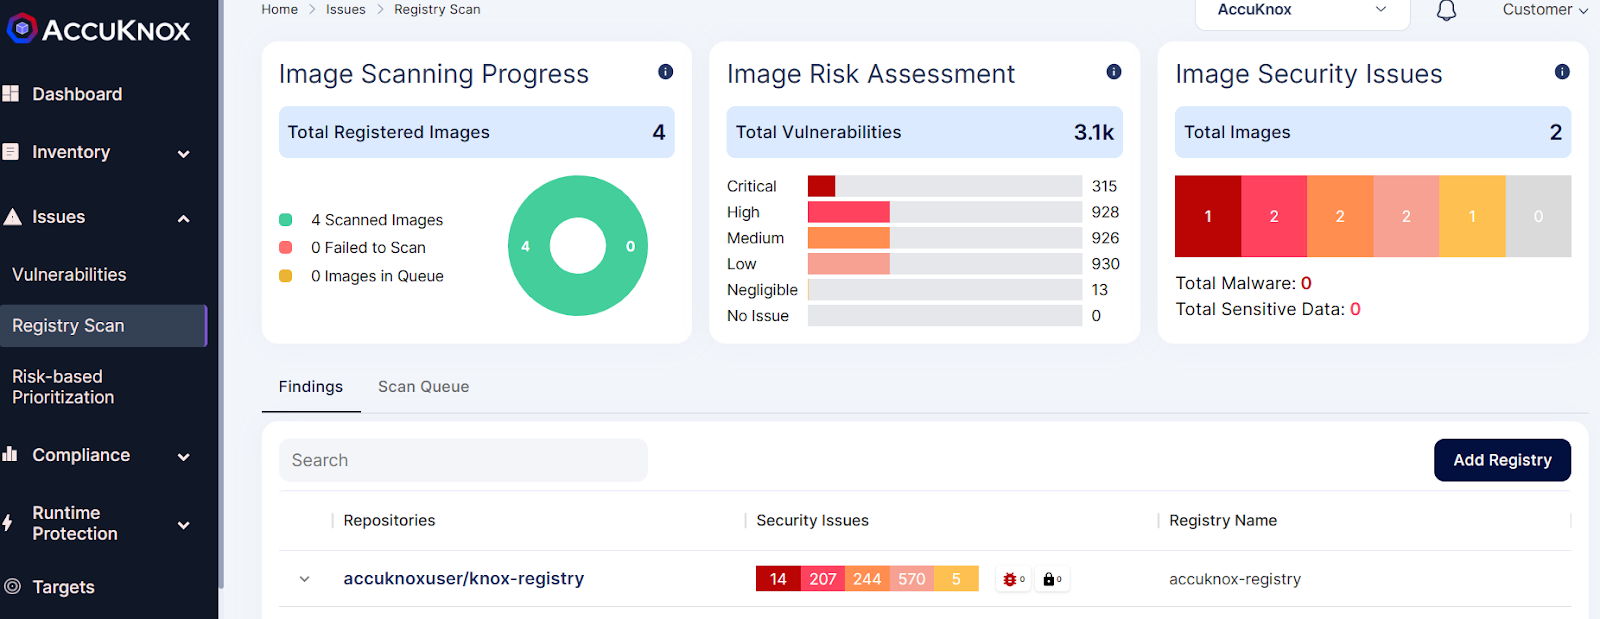 Home > Issues > Registry Scan
AccuKnox
Customer
ACCUKNOX
Dashboard
Inventory
Issues
Vulnerabilities
Registry Scan
Risk-based
Prioritization
Compliance
Runtime
Protection
Targets
Image Scanning Progress
Total Registered Images 4
4 Scanned Images
0 Failed to Scan
0 Images in Queue
4 0
Image Risk Assessment
Total Vulnerabilities 3.1k
Critical 315
High 928
Medium 926
Low 930
Negligible 13
No Issue 0
Image Security Issues
Total Images 2
1 2 2 2 1 0
Total Malware: 0
Total Sensitive Data: 0
Findings Scan Queue
Search
Add Registry
Repositories Security Issues Registry Name
accuknoxuser/knox-registry 14 207 244 570 5 0 0 accuknox-registry